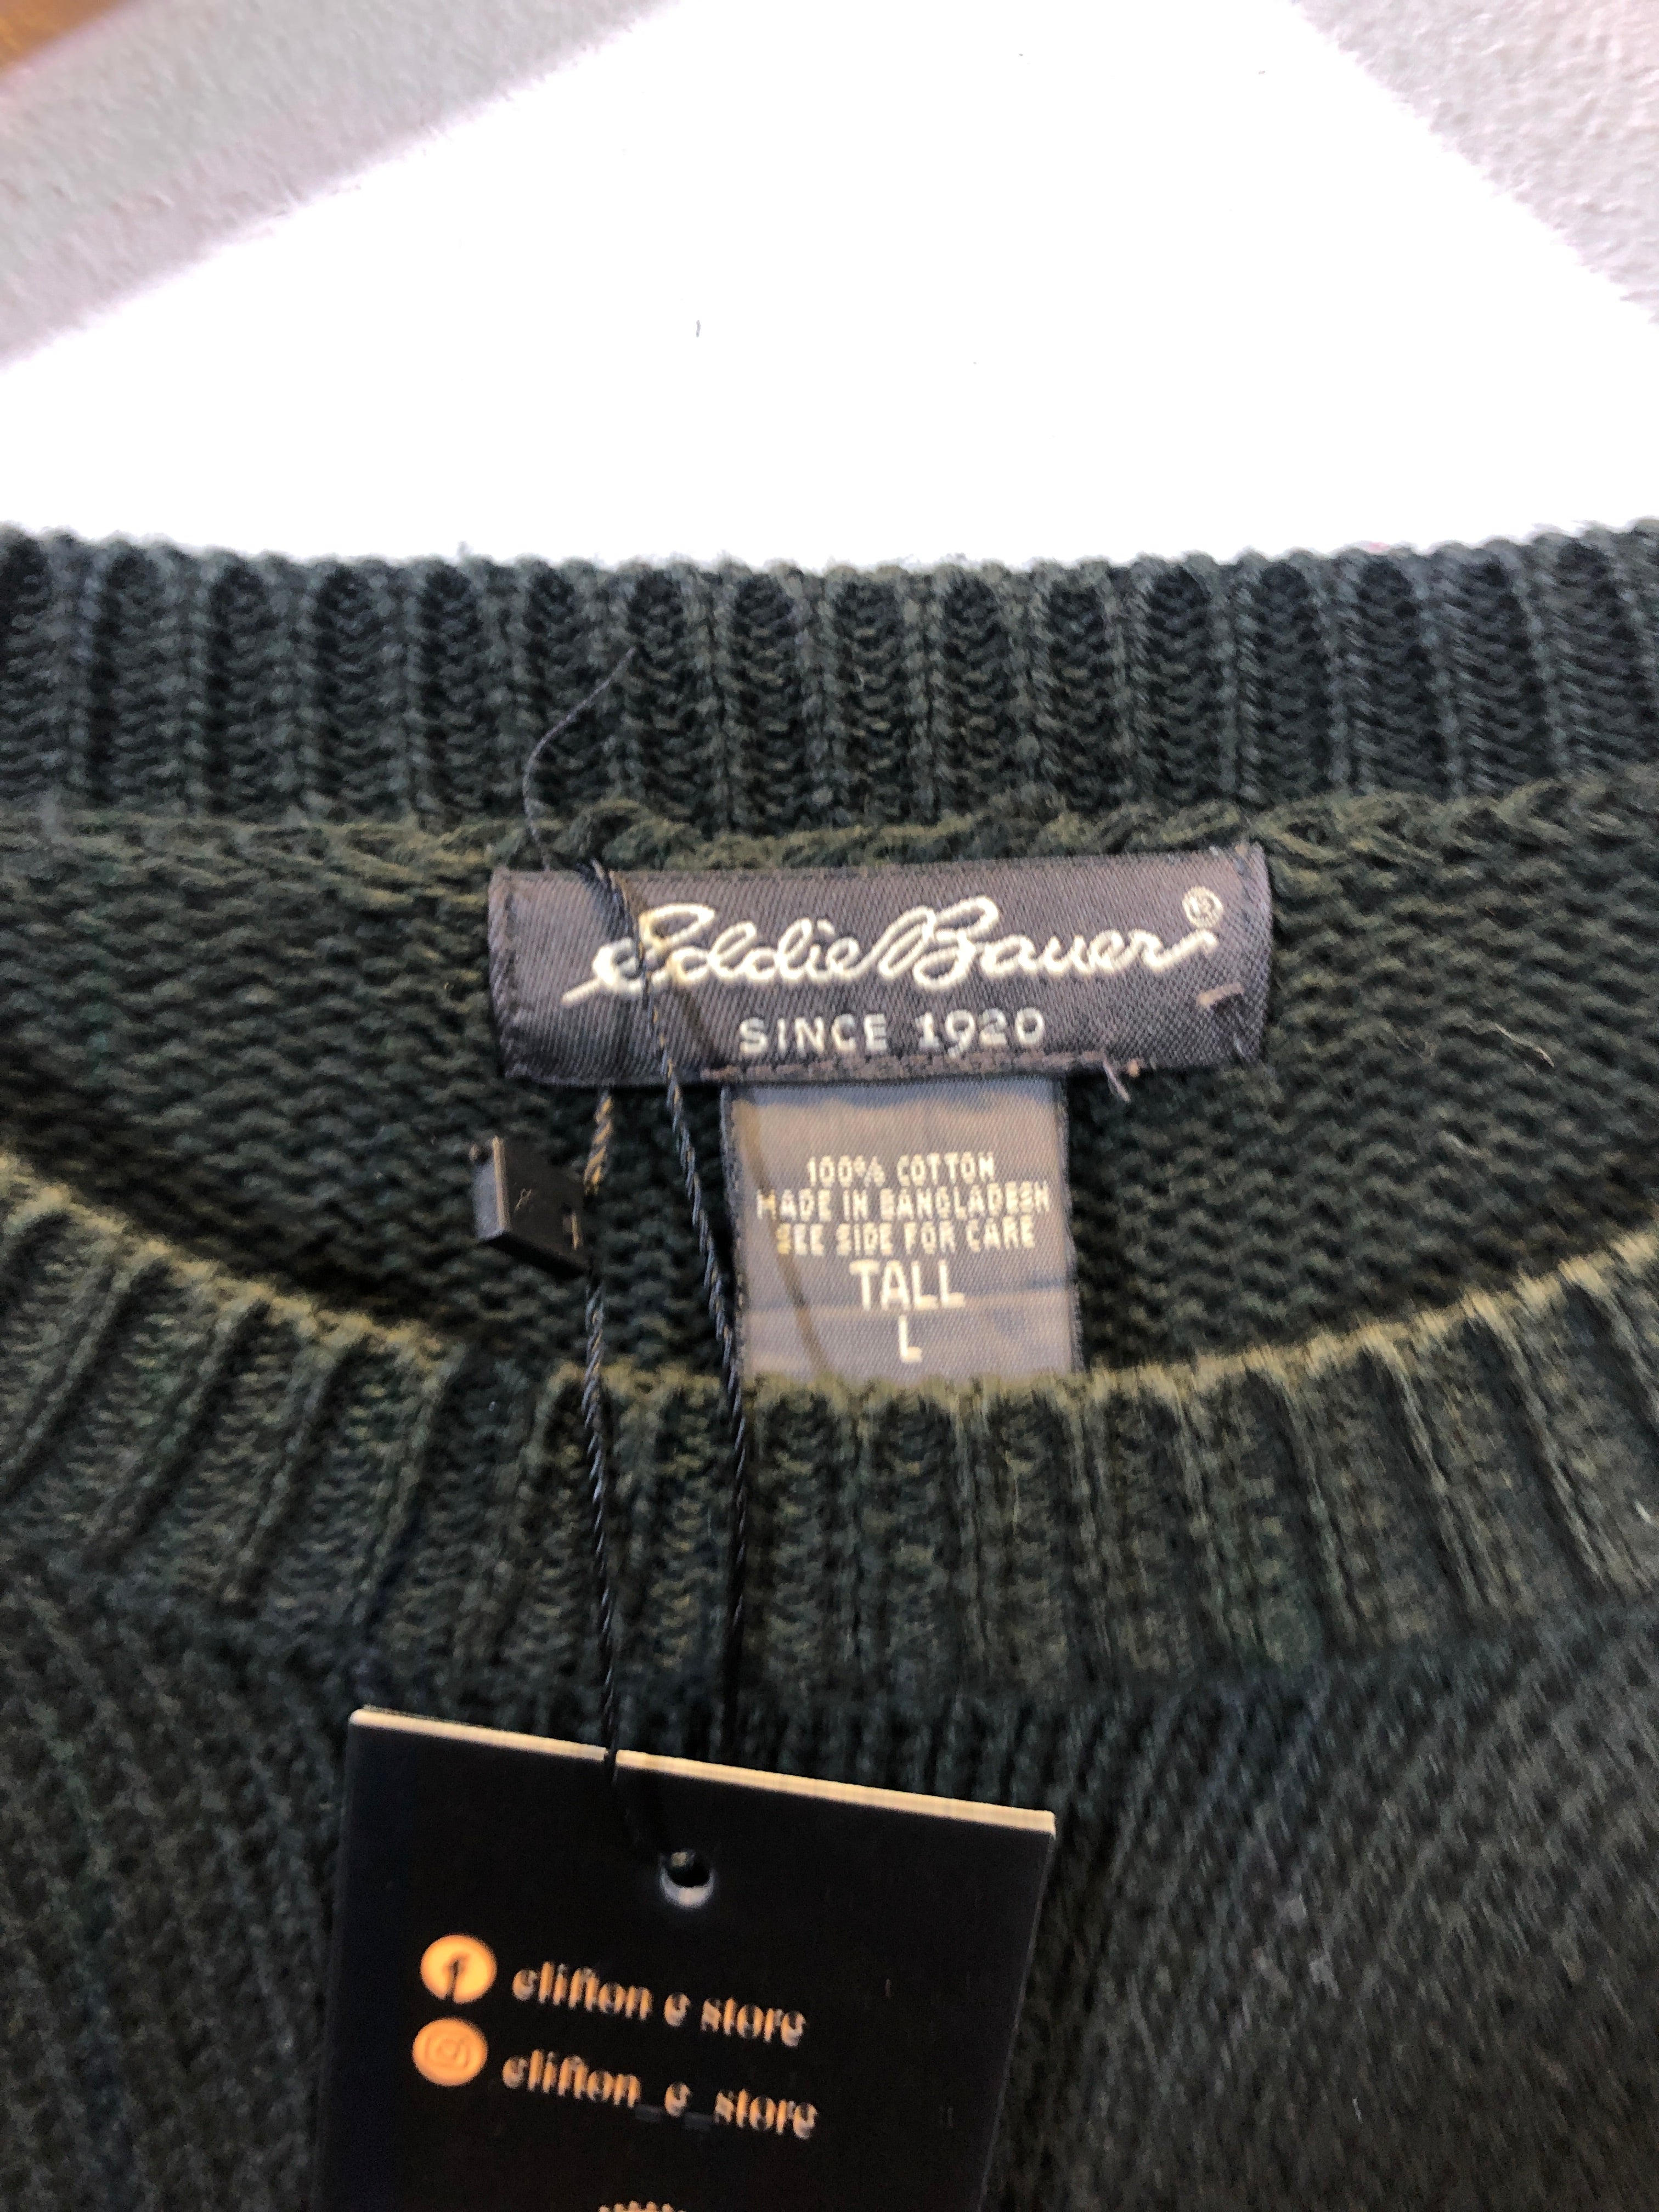 Eddie Bauer®
SINCE 1920
100% COTTON
MADE IN BANGLADESH
SEE SIDE FOR CARE
TALL
L
clifton e store
clifton_e_store